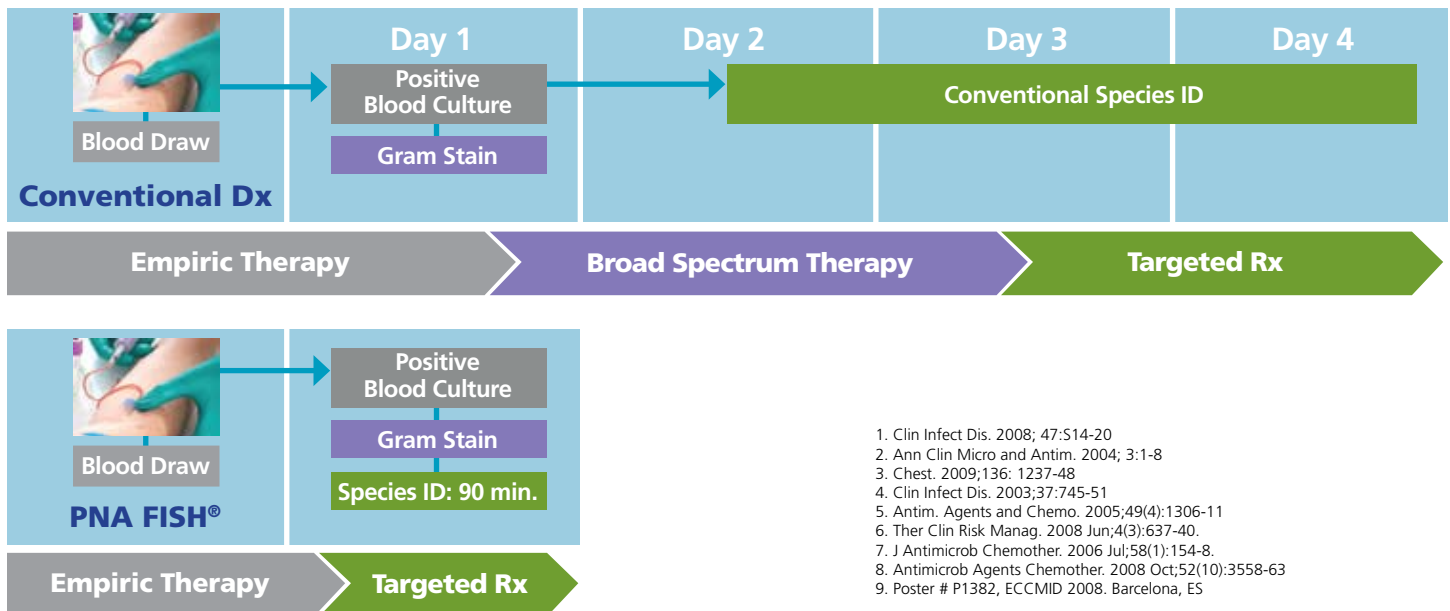 Day 1
Day 2
Day 3
Day 4
Positive
Blood Culture
Conventional Species ID
Blood Draw
Gram Stain
Conventional Dx
Empiric Therapy
Broad Spectrum Therapy
Targeted Rx
Positive
Blood Culture
Gram Stain
Blood Draw
Species ID: 90 min.
PNA FISH®
Empiric Therapy
Targeted Rx
1. Clin Infect Dis. 2008; 47:S14-20
2. Ann Clin Micro and Antim. 2004; 3:1-8
3. Chest. 2009;136: 1237-48
4. Clin Infect Dis. 2003;37:745-51
5. Antim. Agents and Chemo. 2005;49(4):1306-11
6. Ther Clin Risk Manag. 2008 Jun;4(3):637-40.
7. J Antimicrob Chemother. 2006 Jul;58(1):154-8.
8. Antimicrob Agents Chemother. 2008 Oct;52(10):3558-63
9. Poster # P1382, ECCMID 2008. Barcelona, ES